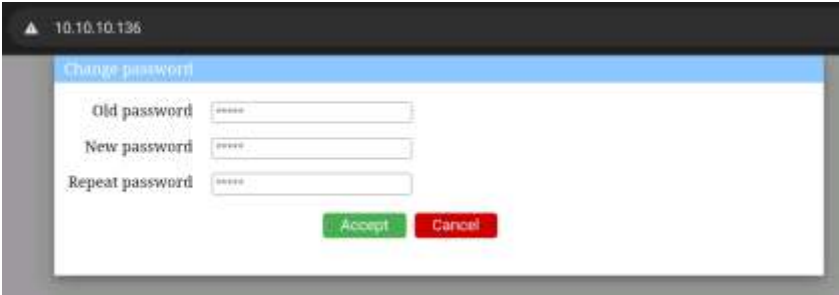 10.10.10.136
Change password
Old password *****
New password *****
Repeat password *****
Accept Cancel